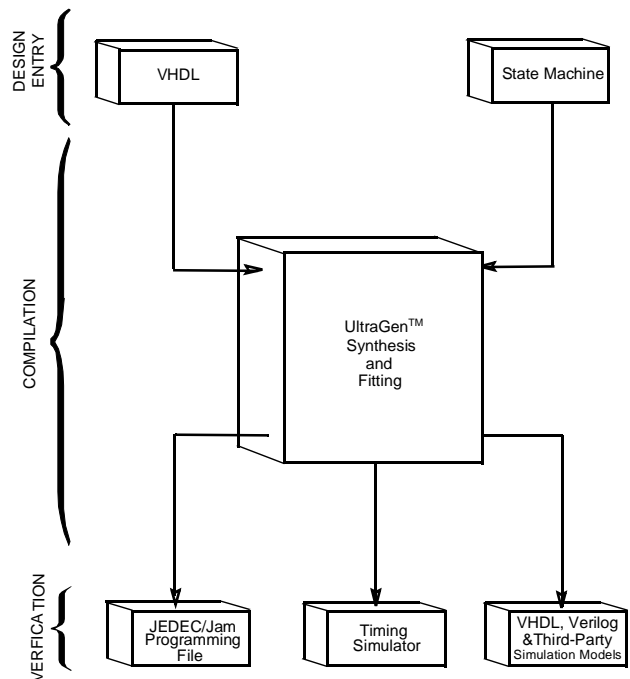 DESIGN
ENTRY
VHDL
State Machine
COMPILATION
UltraGen™
Synthesis
and
Fitting
VERFICATION
JEDEC/Jam
Programming
File
Timing
Simulator
VHDL, Verilog
&Third-Party
Simulation Models